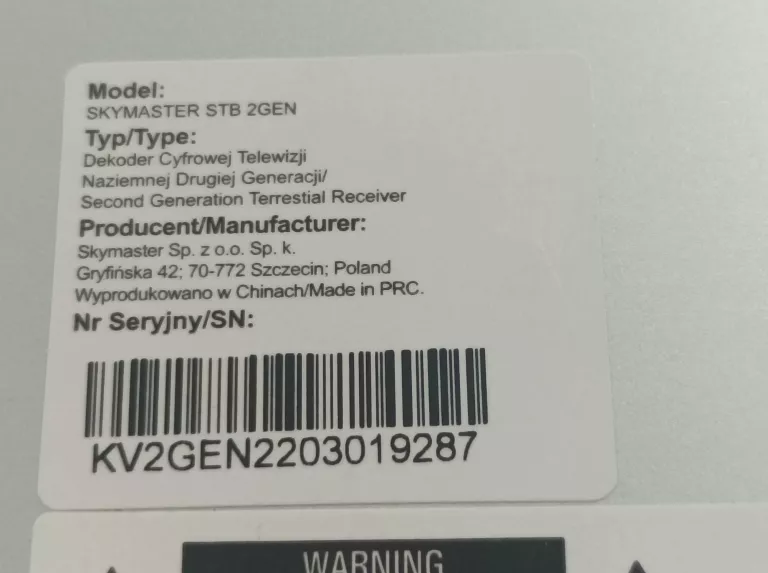 Model:
SKYMASTER STB 2GEN
Typ/Type:
Dekoder Cyfrowej Telewizji
Naziemnej Drugiej Generacji/
Second Generation Terrestial Receiver
Producent/Manufacturer:
Skymaster Sp. z o.o. Sp. k.
Gryfińska 42; 70-772 Szczecin; Poland
Wyprodukowano w Chinach/Made in PRC.
Nr Seryjny/SN:
KV2GEN2203019287
WARNING